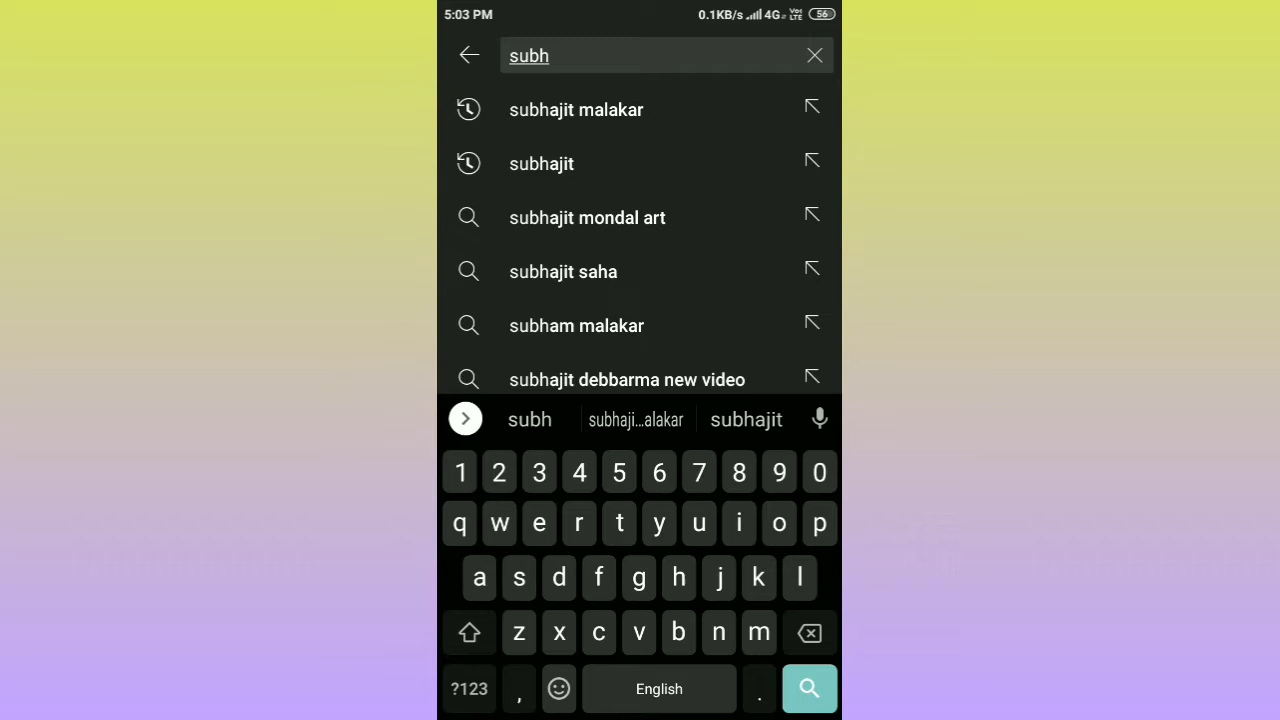 5:03 PM 0.1KB/s 4G Vo LTE 56
subh
subhajit malakar
subhajit
subhajit mondal art
subhajit saha
subham malakar
subhajit debbarma new video
subh subhaji...alakar subhajit
1 2 3 4 5 6 7 8 9 0
q w e r t y u i o p
a s d f g h j k l
z x c v b n m
?123 , English .